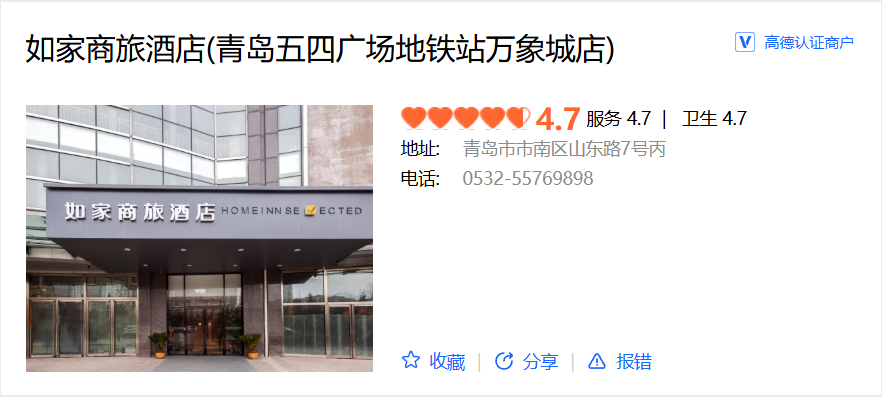 如家商旅酒店(青岛五四广场地铁站万象城店)
高德认证商户
4.7 服务 4.7 | 卫生 4.7
地址: 青岛市市南区山东路7号丙
电话: 0532-55769898
如家商旅酒店 HOMEINNSELECTED
收藏 | 分享 | 报错